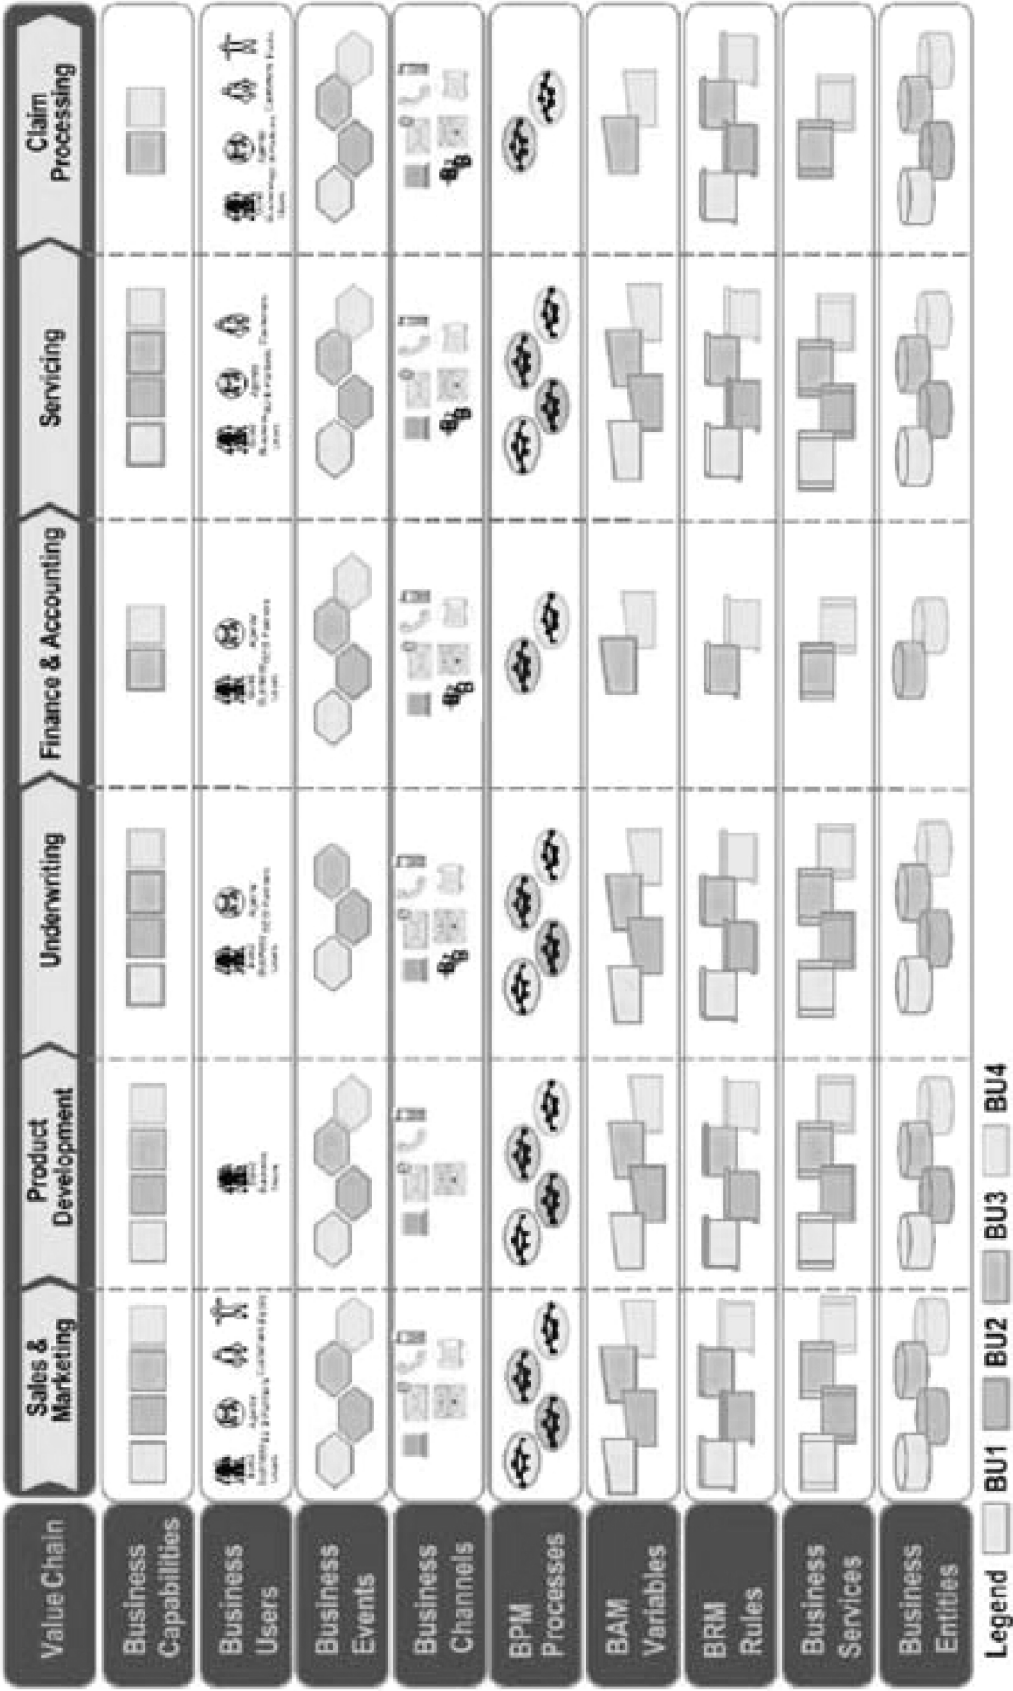 Value Chain
Sales &
Marketing
Product
Development
Underwriting
Finance & Accounting
Servicing
Claim
Processing
Business
Capabilities
Business
Users
Business
Events
Business
Channels
BPM
Processes
BAM
Variables
BRM
Rules
Business
Services
Business
Entities
Legend
BU1
BU2
BU3
BU4